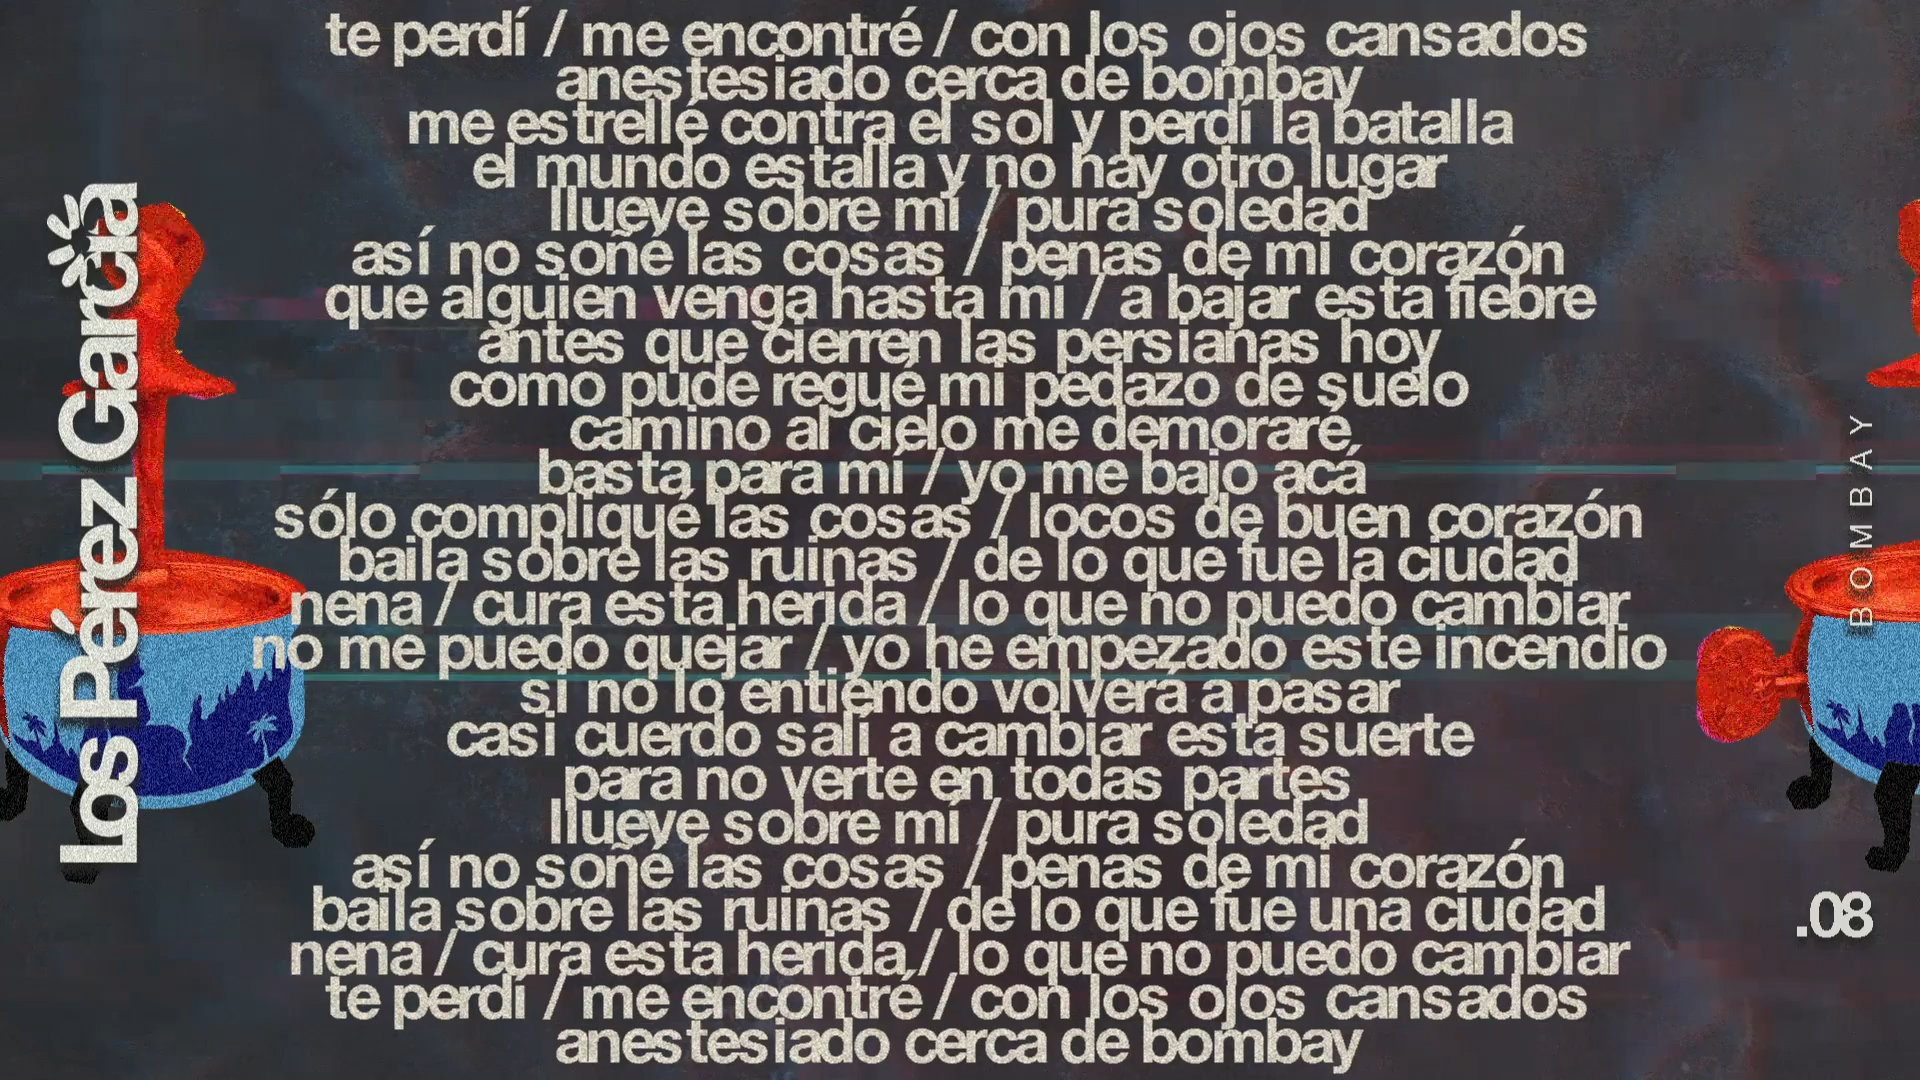 te perdí / me encontré / con los ojos cansados
anestesiado cerca de bombay
me estrellé contra el sol y perdí la batalla
el mundo estalla y no hay otro lugar
llueve sobre mí / pura soledad
así no soñé las cosas / penas de mi corazón
que alguien venga hasta mí / a bajar esta fiebre
antes que cierren las persianas hoy
como pude regué mi pedazo de suelo
camino al cielo me demoraré
basta para mí / yo me bajo acá
sólo compliqué las cosas / locos de buen corazón
baila sobre las ruinas / de lo que fue la ciudad
nena / cura esta herida / lo que no puedo cambiar
no me puedo quejar / yo he empezado este incendio
si no lo entiendo volverá a pasar
casi cuerdo salí a cambiar esta suerte
para no verte en todas partes
llueve sobre mí / pura soledad
así no soñé las cosas / penas de mi corazón
baila sobre las ruinas / de lo que fue una ciudad
nena / cura esta herida / lo que no puedo cambiar
te perdí / me encontré / con los ojos cansados
anestesiado cerca de bombay
Los Pérez García
BOMBAY
.08